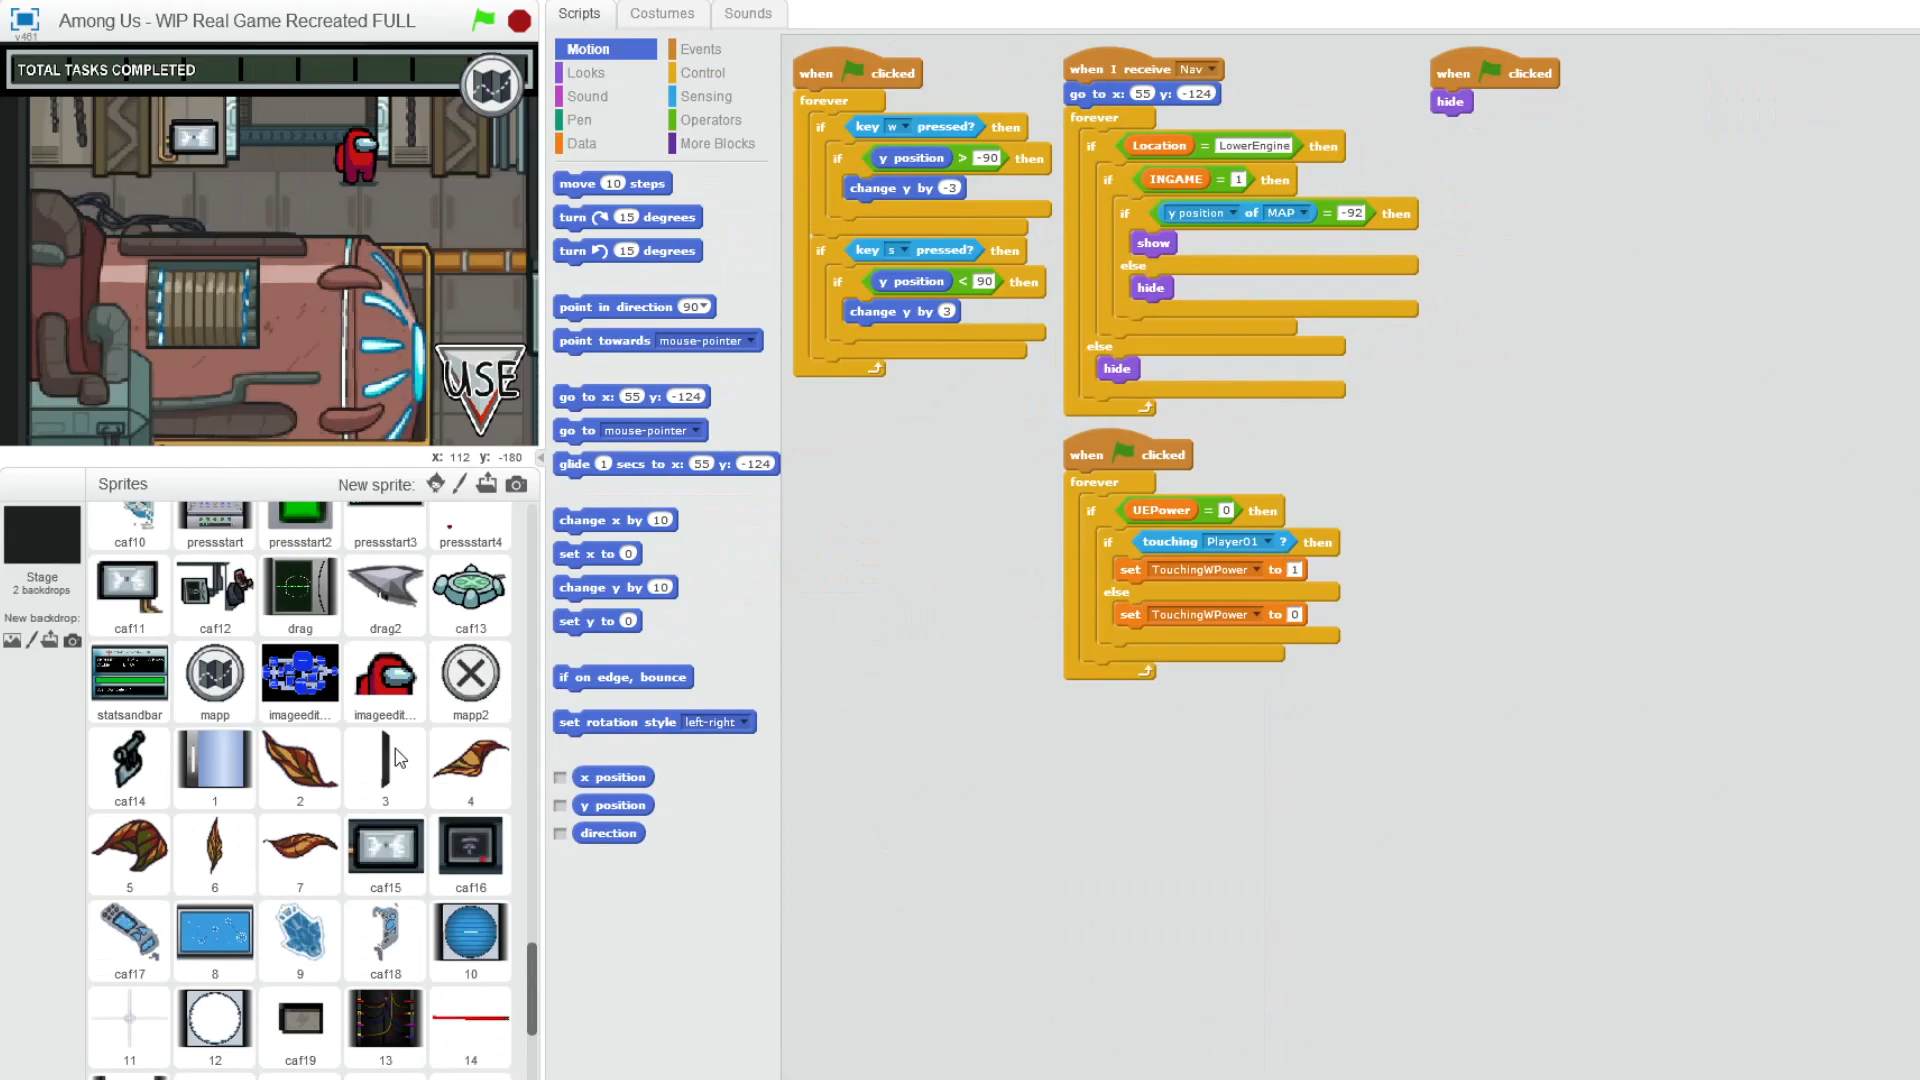 Among Us - WIP Real Game Recreated FULL
v461
TOTAL TASKS COMPLETED
USE
x: 112 y: -180
Scripts Costumes Sounds
Motion Events
Looks Control
Sound Sensing
Pen Operators
Data More Blocks
move 10 steps
turn 15 degrees
turn 15 degrees
point in direction 90
point towards mouse-pointer
go to x: 55 y: -124
go to mouse-pointer
glide 1 secs to x: 55 y: -124
change x by 10
set x to 0
change y by 10
set y to 0
if on edge, bounce
set rotation style left-right
x position
y position
direction
when clicked
forever
if key w pressed? then
if y position > -90 then
change y by -3
if key s pressed? then
if y position < 90 then
change y by 3
when I receive Nav
go to x: 55 y: -124
forever
if Location = LowerEngine then
if INGAME = 1 then
if y position of MAP = -92 then
show
else
hide
else
hide
when clicked
forever
if UEPower = 0 then
if touching Player01 ? then
set TouchingWPower to 1
else
set TouchingWPower to 0
when clicked
hide
Sprites New sprite:
Stage
2 backdrops
New backdrop:
caf10 pressstart pressstart2 pressstart3 pressstart4
caf11 caf12 drag drag2 caf13
statsandbar mapp imageedit... imageedit... mapp2
caf14 1 2 3 4
5 6 7 caf15 caf16
caf17 8 9 caf18 10
11 12 caf19 13 14